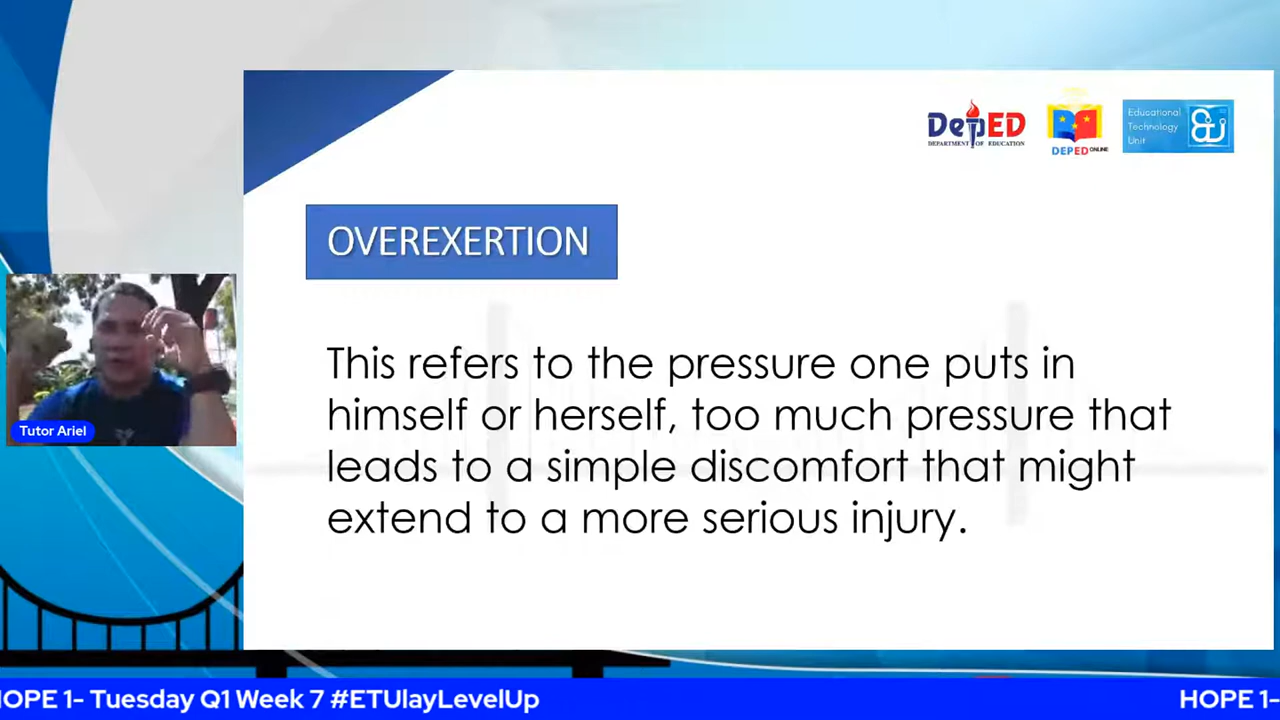 DepED
DEPARTMENT OF EDUCATION
DEPED ONLINE
Educational
Technology
Unit
OVEREXERTION
This refers to the pressure one puts in
himself or herself, too much pressure that
leads to a simple discomfort that might
extend to a more serious injury.
Tutor Ariel
HOPE 1- Tuesday Q1 Week 7 #ETUlayLevelUp
HOPE 1-